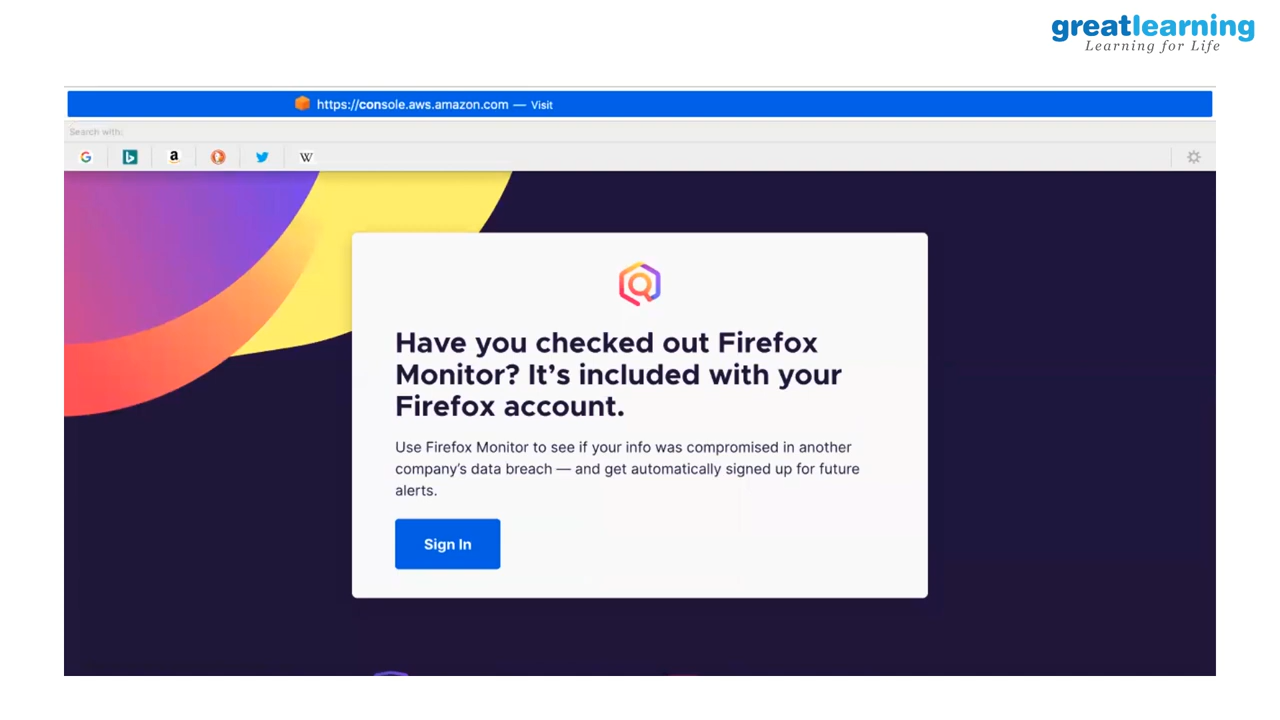 greatlearning
Learning for Life
https://console.aws.amazon.com — Visit
Search with:
Have you checked out Firefox
Monitor? It’s included with your
Firefox account.
Use Firefox Monitor to see if your info was compromised in another
company’s data breach — and get automatically signed up for future
alerts.
Sign In